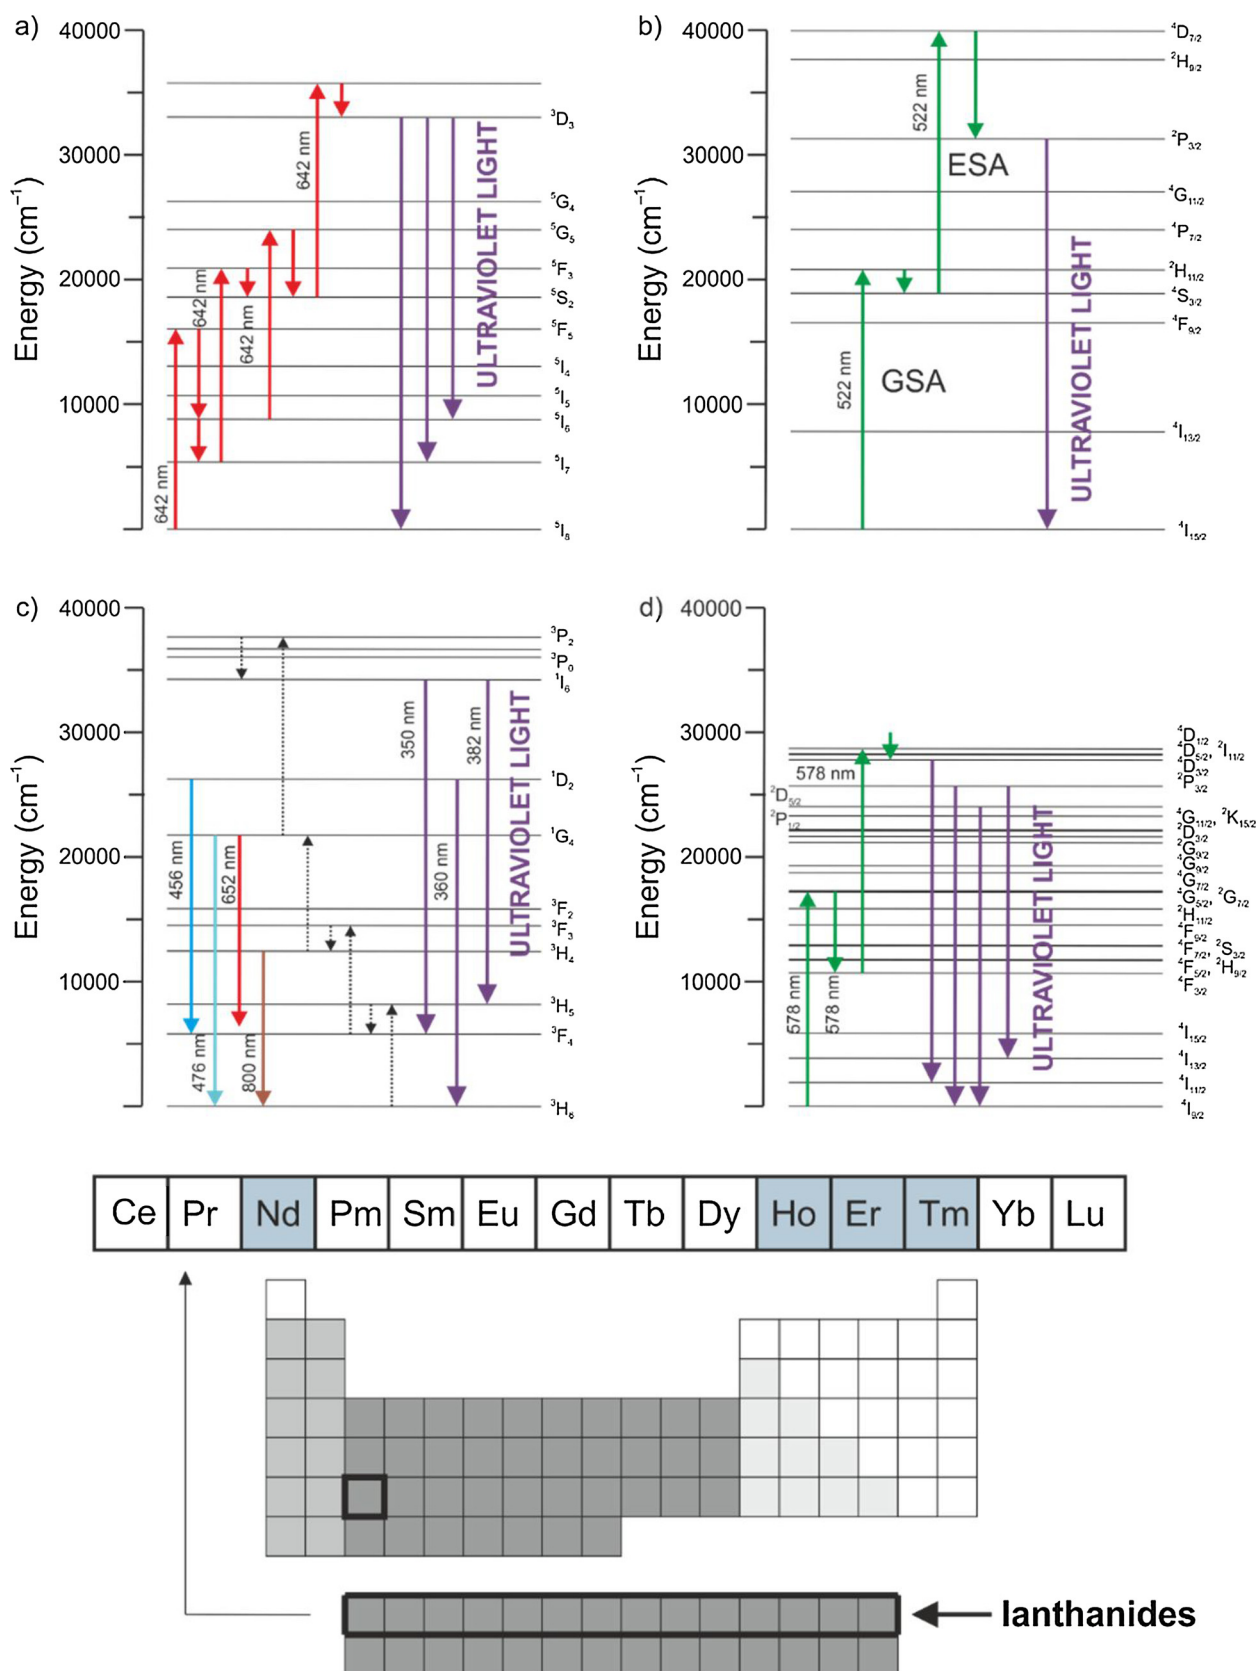 a)
40000
30000
20000
10000
Energy (cm⁻¹)
642 nm
642 nm
642 nm
642 nm
ULTRAVIOLET LIGHT
³D₃
⁵G₄
⁵G₅
⁵F₃
⁵S₂
⁵F₅
⁵I₄
⁵I₅
⁵I₆
⁵I₇
⁵I₈
b)
40000
30000
20000
10000
Energy (cm⁻¹)
522 nm
ESA
522 nm
GSA
ULTRAVIOLET LIGHT
⁴D7/2
²H9/2
²P3/2
⁴G11/2
⁴P7/2
²H11/2
⁴S3/2
⁴F9/2
⁴I13/2
⁴I15/2
c)
40000
30000
20000
10000
Energy (cm⁻¹)
456 nm
476 nm
652 nm
800 nm
350 nm
360 nm
382 nm
ULTRAVIOLET LIGHT
³P₂
³P₀
¹I₆
¹D₂
¹G₄
³F₂
³F₃
³H₄
³H₅
³F₄
³H₆
d)
40000
30000
20000
10000
Energy (cm⁻¹)
578 nm
²D5/2
²P1/2
578 nm
578 nm
ULTRAVIOLET LIGHT
⁴D1/2
⁴D5/2, ²I11/2
⁴D3/2
²P3/2
⁴G11/2, ²K15/2
²D3/2
²G9/2
⁴G9/2
⁴G7/2
⁴G5/2, ²G7/2
²H11/2
⁴F9/2
⁴F7/2, ²S3/2
⁴F5/2, ²H9/2
⁴F3/2
⁴I15/2
⁴I13/2
⁴I11/2
⁴I9/2
Ce Pr Nd Pm Sm Eu Gd Tb Dy Ho Er Tm Yb Lu
lanthanides